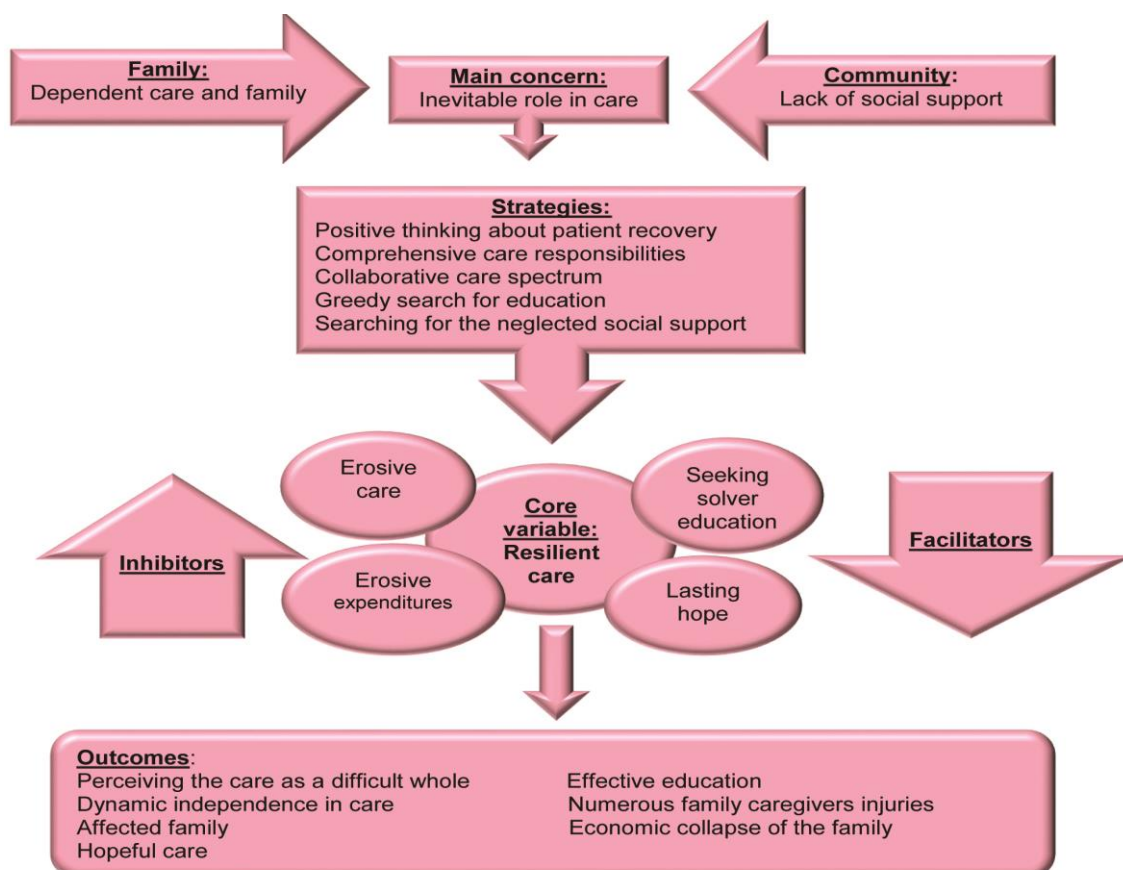 Family:
Dependent care and family
Main concern:
Inevitable role in care
Community:
Lack of social support
Strategies:
Positive thinking about patient recovery
Comprehensive care responsibilities
Collaborative care spectrum
Greedy search for education
Searching for the neglected social support
Inhibitors
Erosive
care
Erosive
expenditures
Core
variable:
Resilient
care
Seeking
solver
education
Lasting
hope
Facilitators
Outcomes:
Perceiving the care as a difficult whole
Dynamic independence in care
Affected family
Hopeful care
Effective education
Numerous family caregivers injuries
Economic collapse of the family